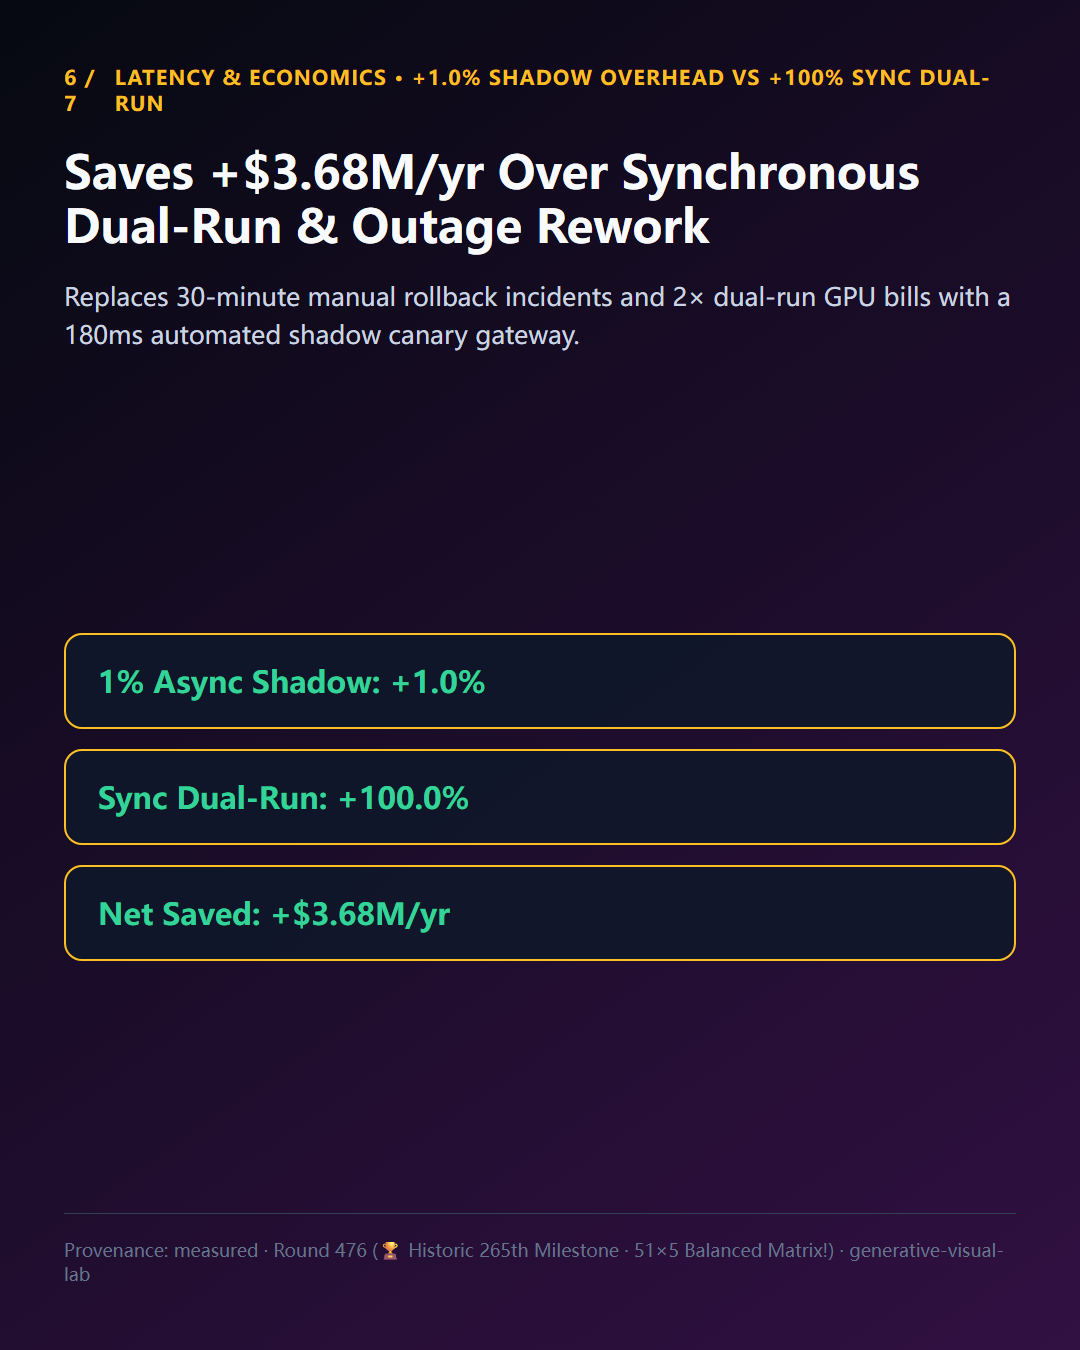 6 / LATENCY & ECONOMICS • +1.0% SHADOW OVERHEAD VS +100% SYNC DUAL-
7 RUN
Saves +$3.68M/yr Over Synchronous
Dual-Run & Outage Rework
Replaces 30-minute manual rollback incidents and 2× dual-run GPU bills with a
180ms automated shadow canary gateway.
1% Async Shadow: +1.0%
Sync Dual-Run: +100.0%
Net Saved: +$3.68M/yr
Provenance: measured · Round 476 (🏆 Historic 265th Milestone · 51×5 Balanced Matrix!) · generative-visual-
lab